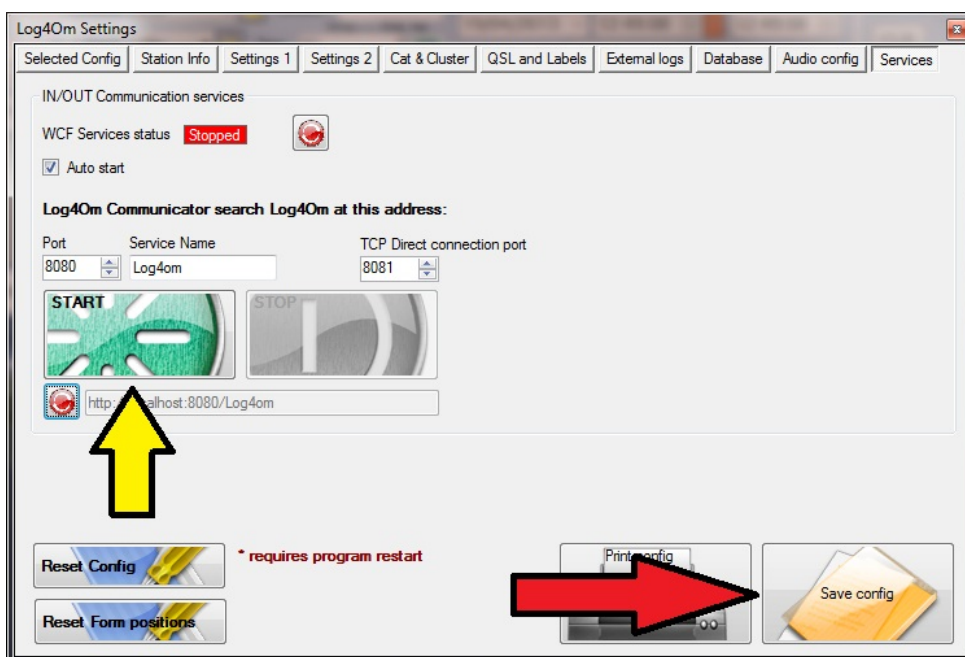 Log4Om Settings
Selected Config Station Info Settings 1 Settings 2 Cat & Cluster QSL and Labels External logs Database Audio config Services
IN/OUT Communication services
WCF Services status Stopped
Auto start
Log4Om Communicator search Log4Om at this address:
Port Service Name TCP Direct connection port
8080 Log4om 8081
START STOP
http:/ alhost:8080/Log4om
Reset Config * requires program restart Print config Save config
Reset Form positions